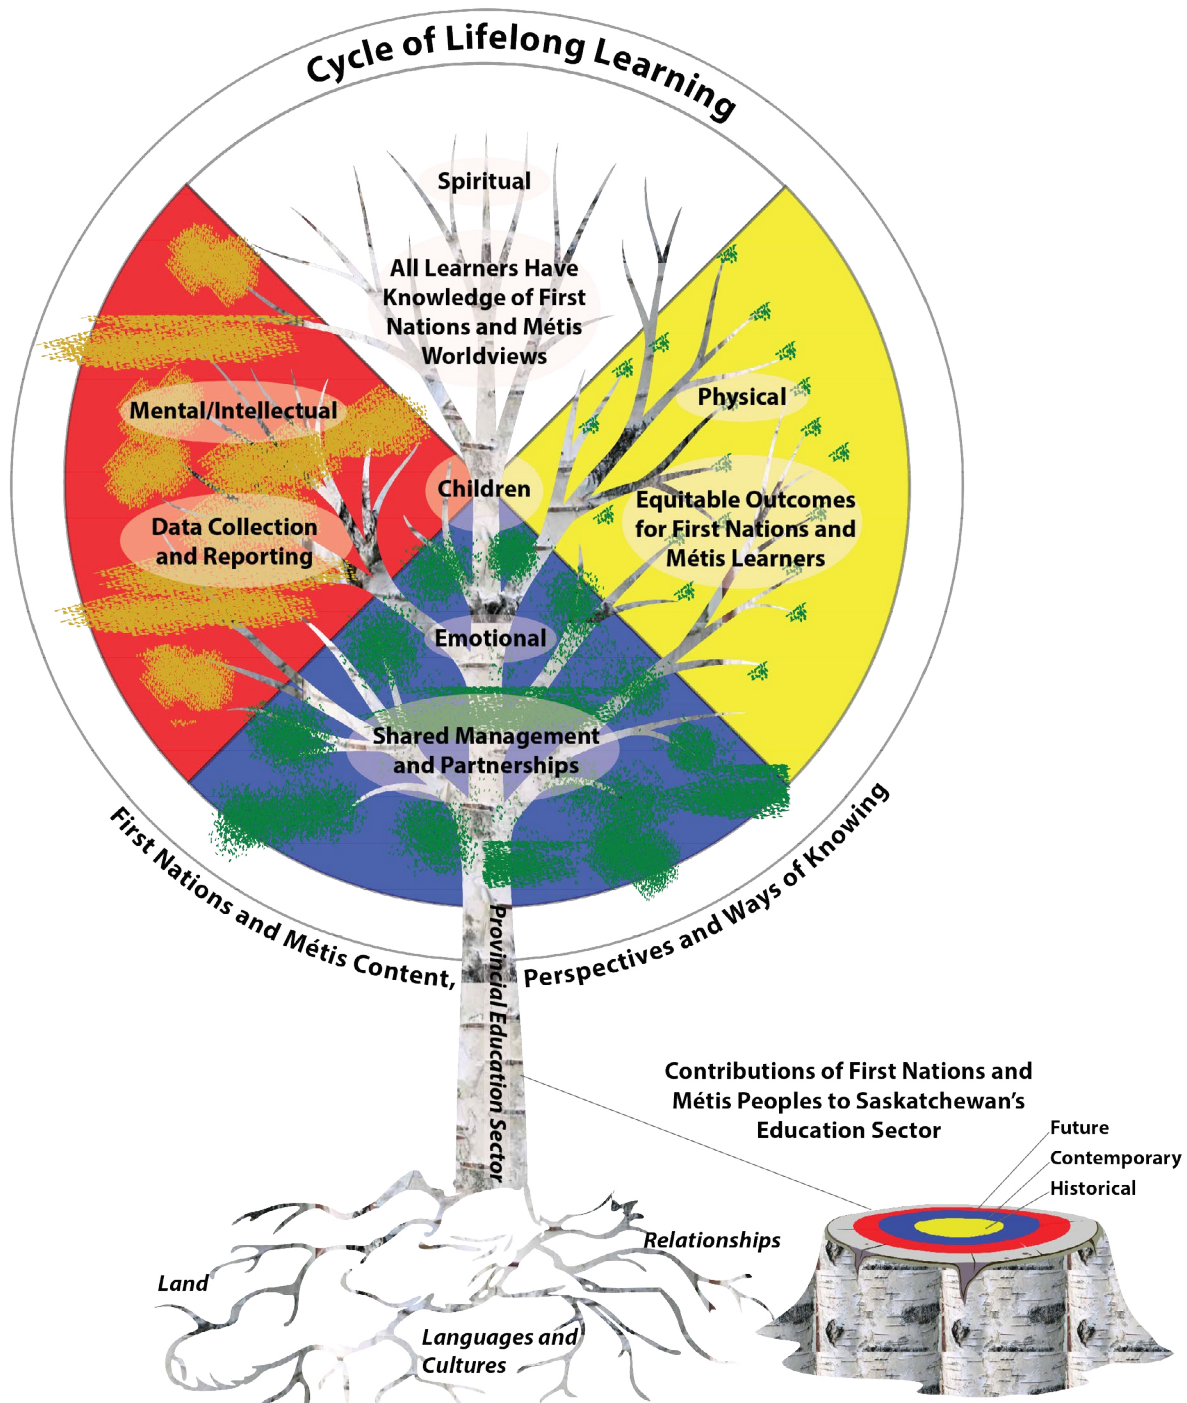 Cycle of Lifelong Learning
Spiritual
All Learners Have
Knowledge of First
Nations and Métis
Worldviews
Mental/Intellectual
Physical
Children
Data Collection
and Reporting
Equitable Outcomes
for First Nations and
Métis Learners
Emotional
Shared Management
and Partnerships
First Nations and Métis Content, Perspectives and Ways of Knowing
Provincial Education Sector
Contributions of First Nations and
Métis Peoples to Saskatchewan’s
Education Sector
Future
Contemporary
Historical
Relationships
Land
Languages and
Cultures